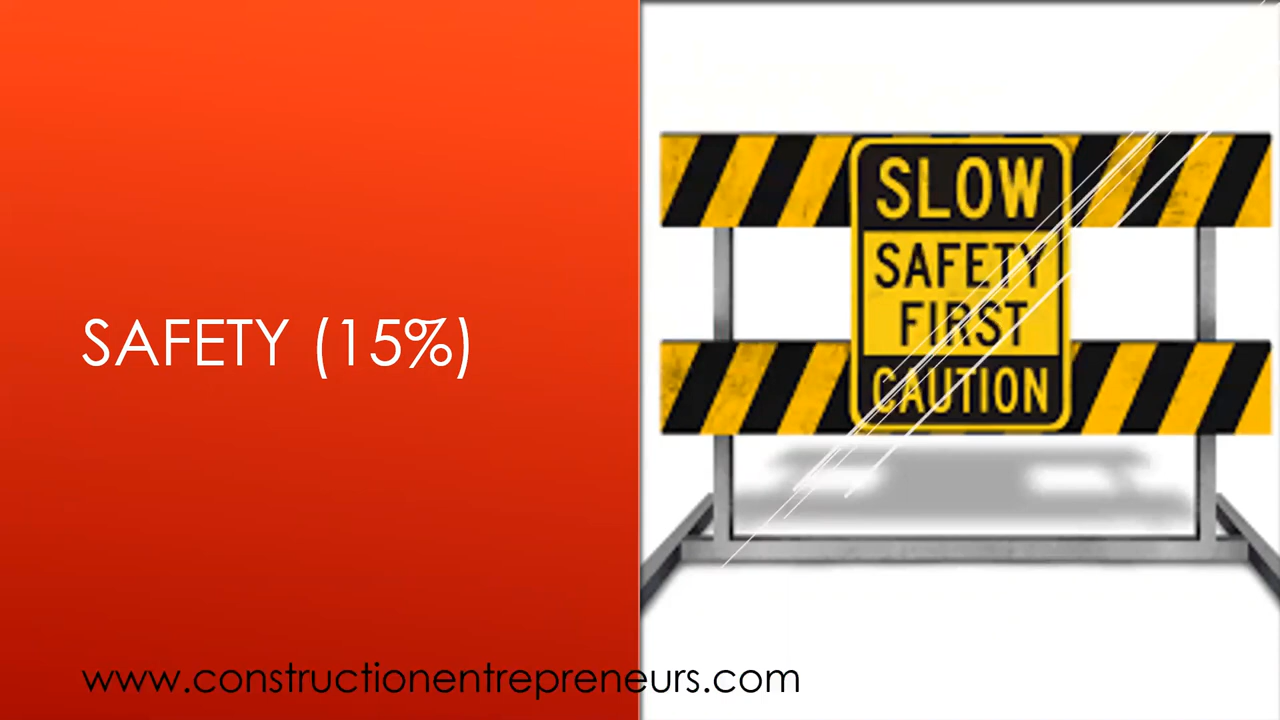 SAFETY (15%)
SLOW
SAFETY
FIRST
CAUTION
www.constructionentrepreneurs.com